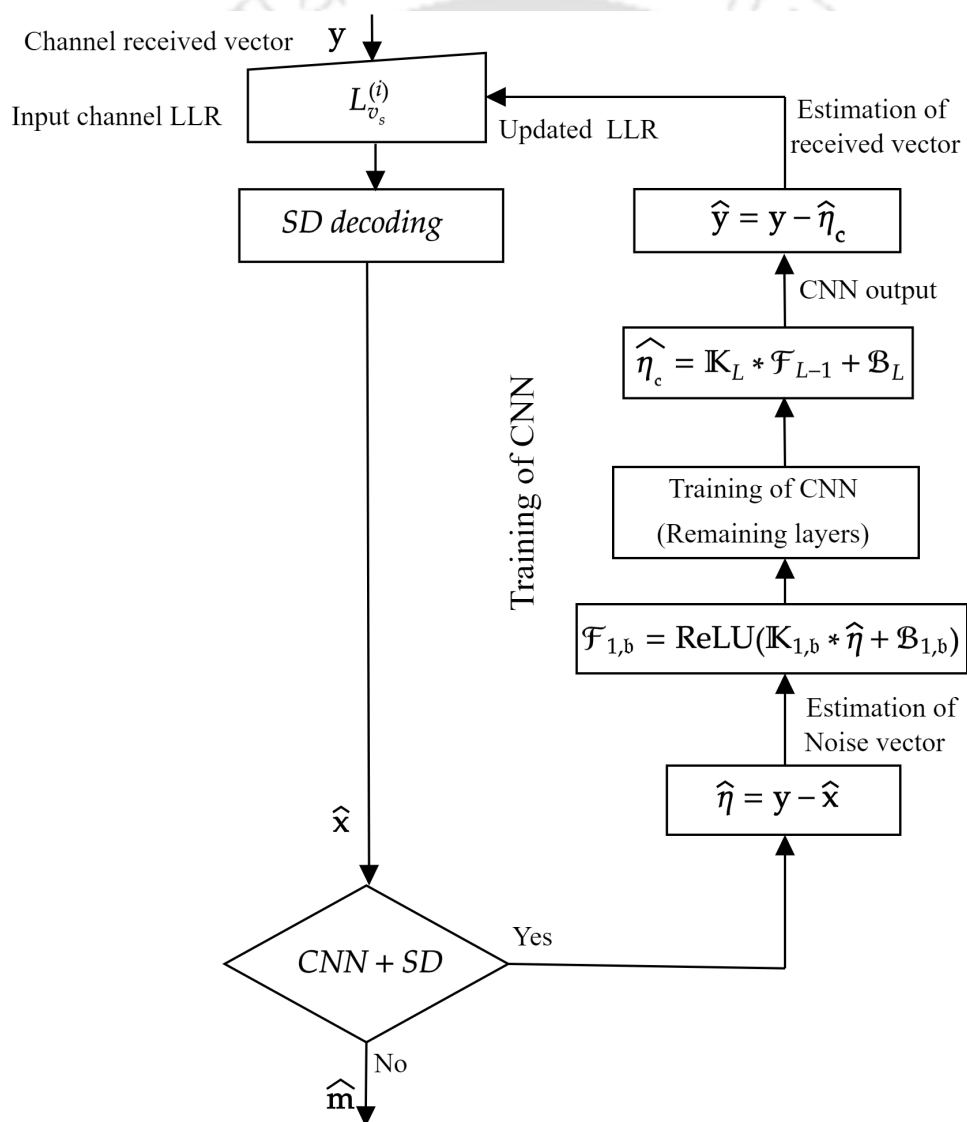 Channel received vector
y
Input channel LLR
L_{v_s}^{(i)}
Updated LLR
Estimation of
received vector
SD decoding
ŷ = y − η̂_c
CNN output
η̂_c = 𝕂_L * ℱ_{L−1} + ℬ_L
Training of CNN
Training of CNN
(Remaining layers)
ℱ_{1,𝔟} = ReLU(𝕂_{1,𝔟} * η̂ + ℬ_{1,𝔟})
Estimation of
Noise vector
η̂ = y − x̂
x̂
CNN + SD
Yes
No
m̂